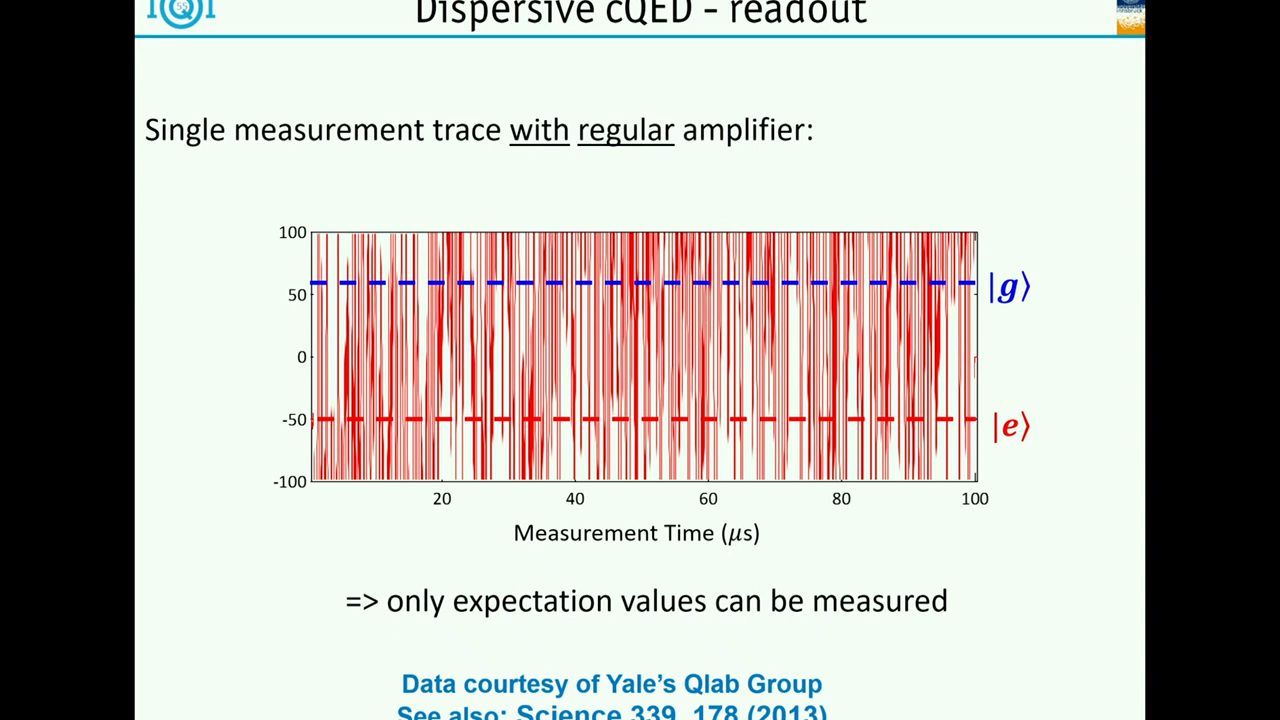 IQI
Dispersive cQED - readout
Single measurement trace with regular amplifier:
100
50
0
-50
-100
|g⟩
|e⟩
20 40 60 80 100
Measurement Time (μs)
=> only expectation values can be measured
Data courtesy of Yale’s Qlab Group
See also: Science 339, 178 (2013)